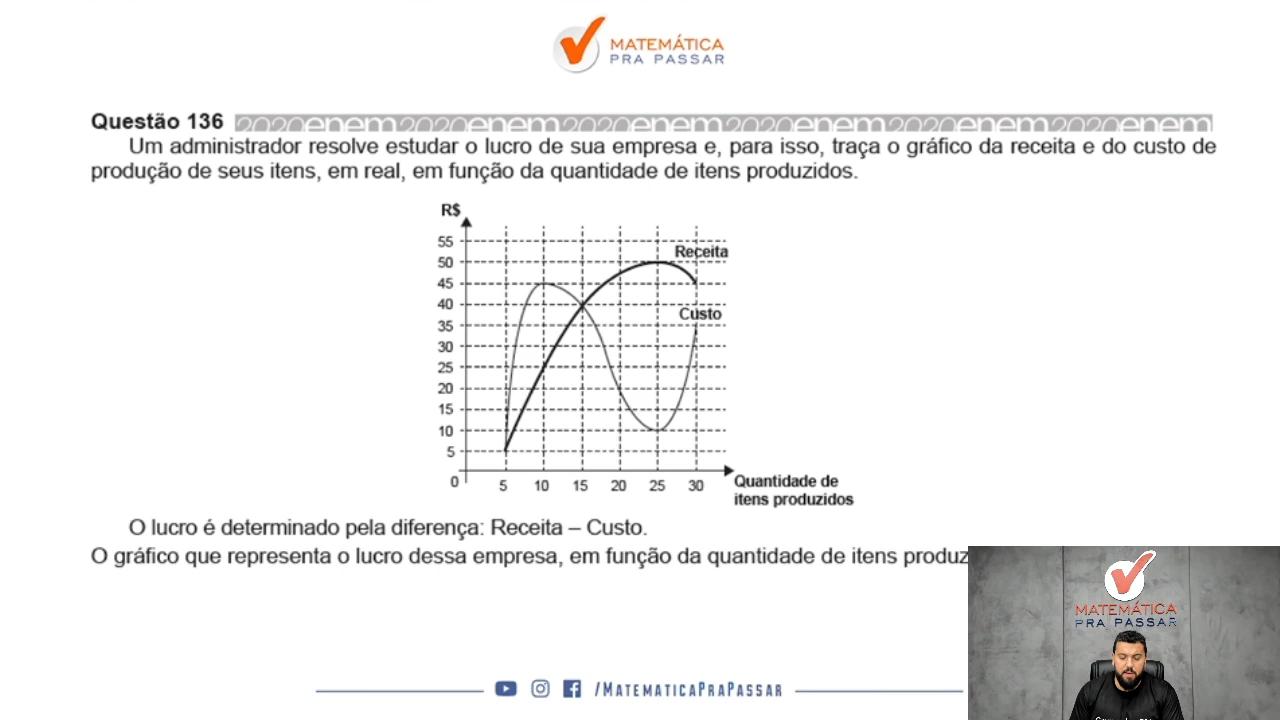 MATEMÁTICA
PRA PASSAR
Questão 136 2020enem2020enem2020enem2020enem2020enem2020enem
Um administrador resolve estudar o lucro de sua empresa e, para isso, traça o gráfico da receita e do custo de
produção de seus itens, em real, em função da quantidade de itens produzidos.
R$
55
50
45
40
35
30
25
20
15
10
5
0
Receita
Custo
5 10 15 20 25 30
Quantidade de
itens produzidos
O lucro é determinado pela diferença: Receita – Custo.
O gráfico que representa o lucro dessa empresa, em função da quantidade de itens
MATEMÁTICA
PRA PASSAR
/MATEMATICAPRAPASSAR